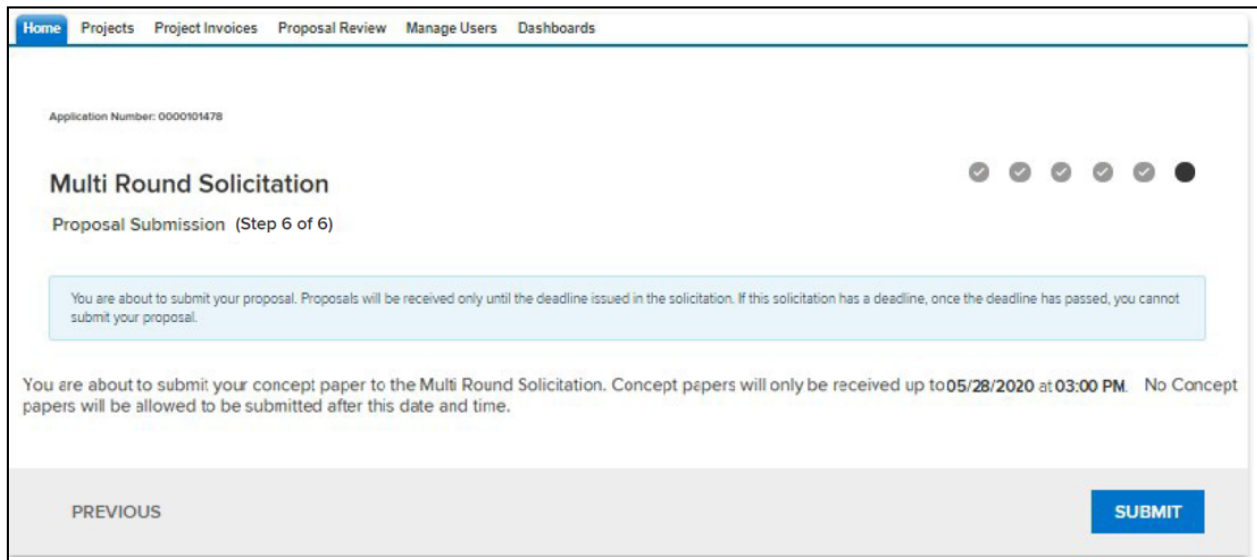 Home Projects Project Invoices Proposal Review Manage Users Dashboards
Application Number: 0000101478
Multi Round Solicitation
Proposal Submission (Step 6 of 6)
You are about to submit your proposal. Proposals will be received only until the deadline issued in the solicitation. If this solicitation has a deadline, once the deadline has passed, you cannot
submit your proposal.
You are about to submit your concept paper to the Multi Round Solicitation. Concept papers will only be received up to 05/28/2020 at 03:00 PM. No Concept
papers will be allowed to be submitted after this date and time.
PREVIOUS SUBMIT